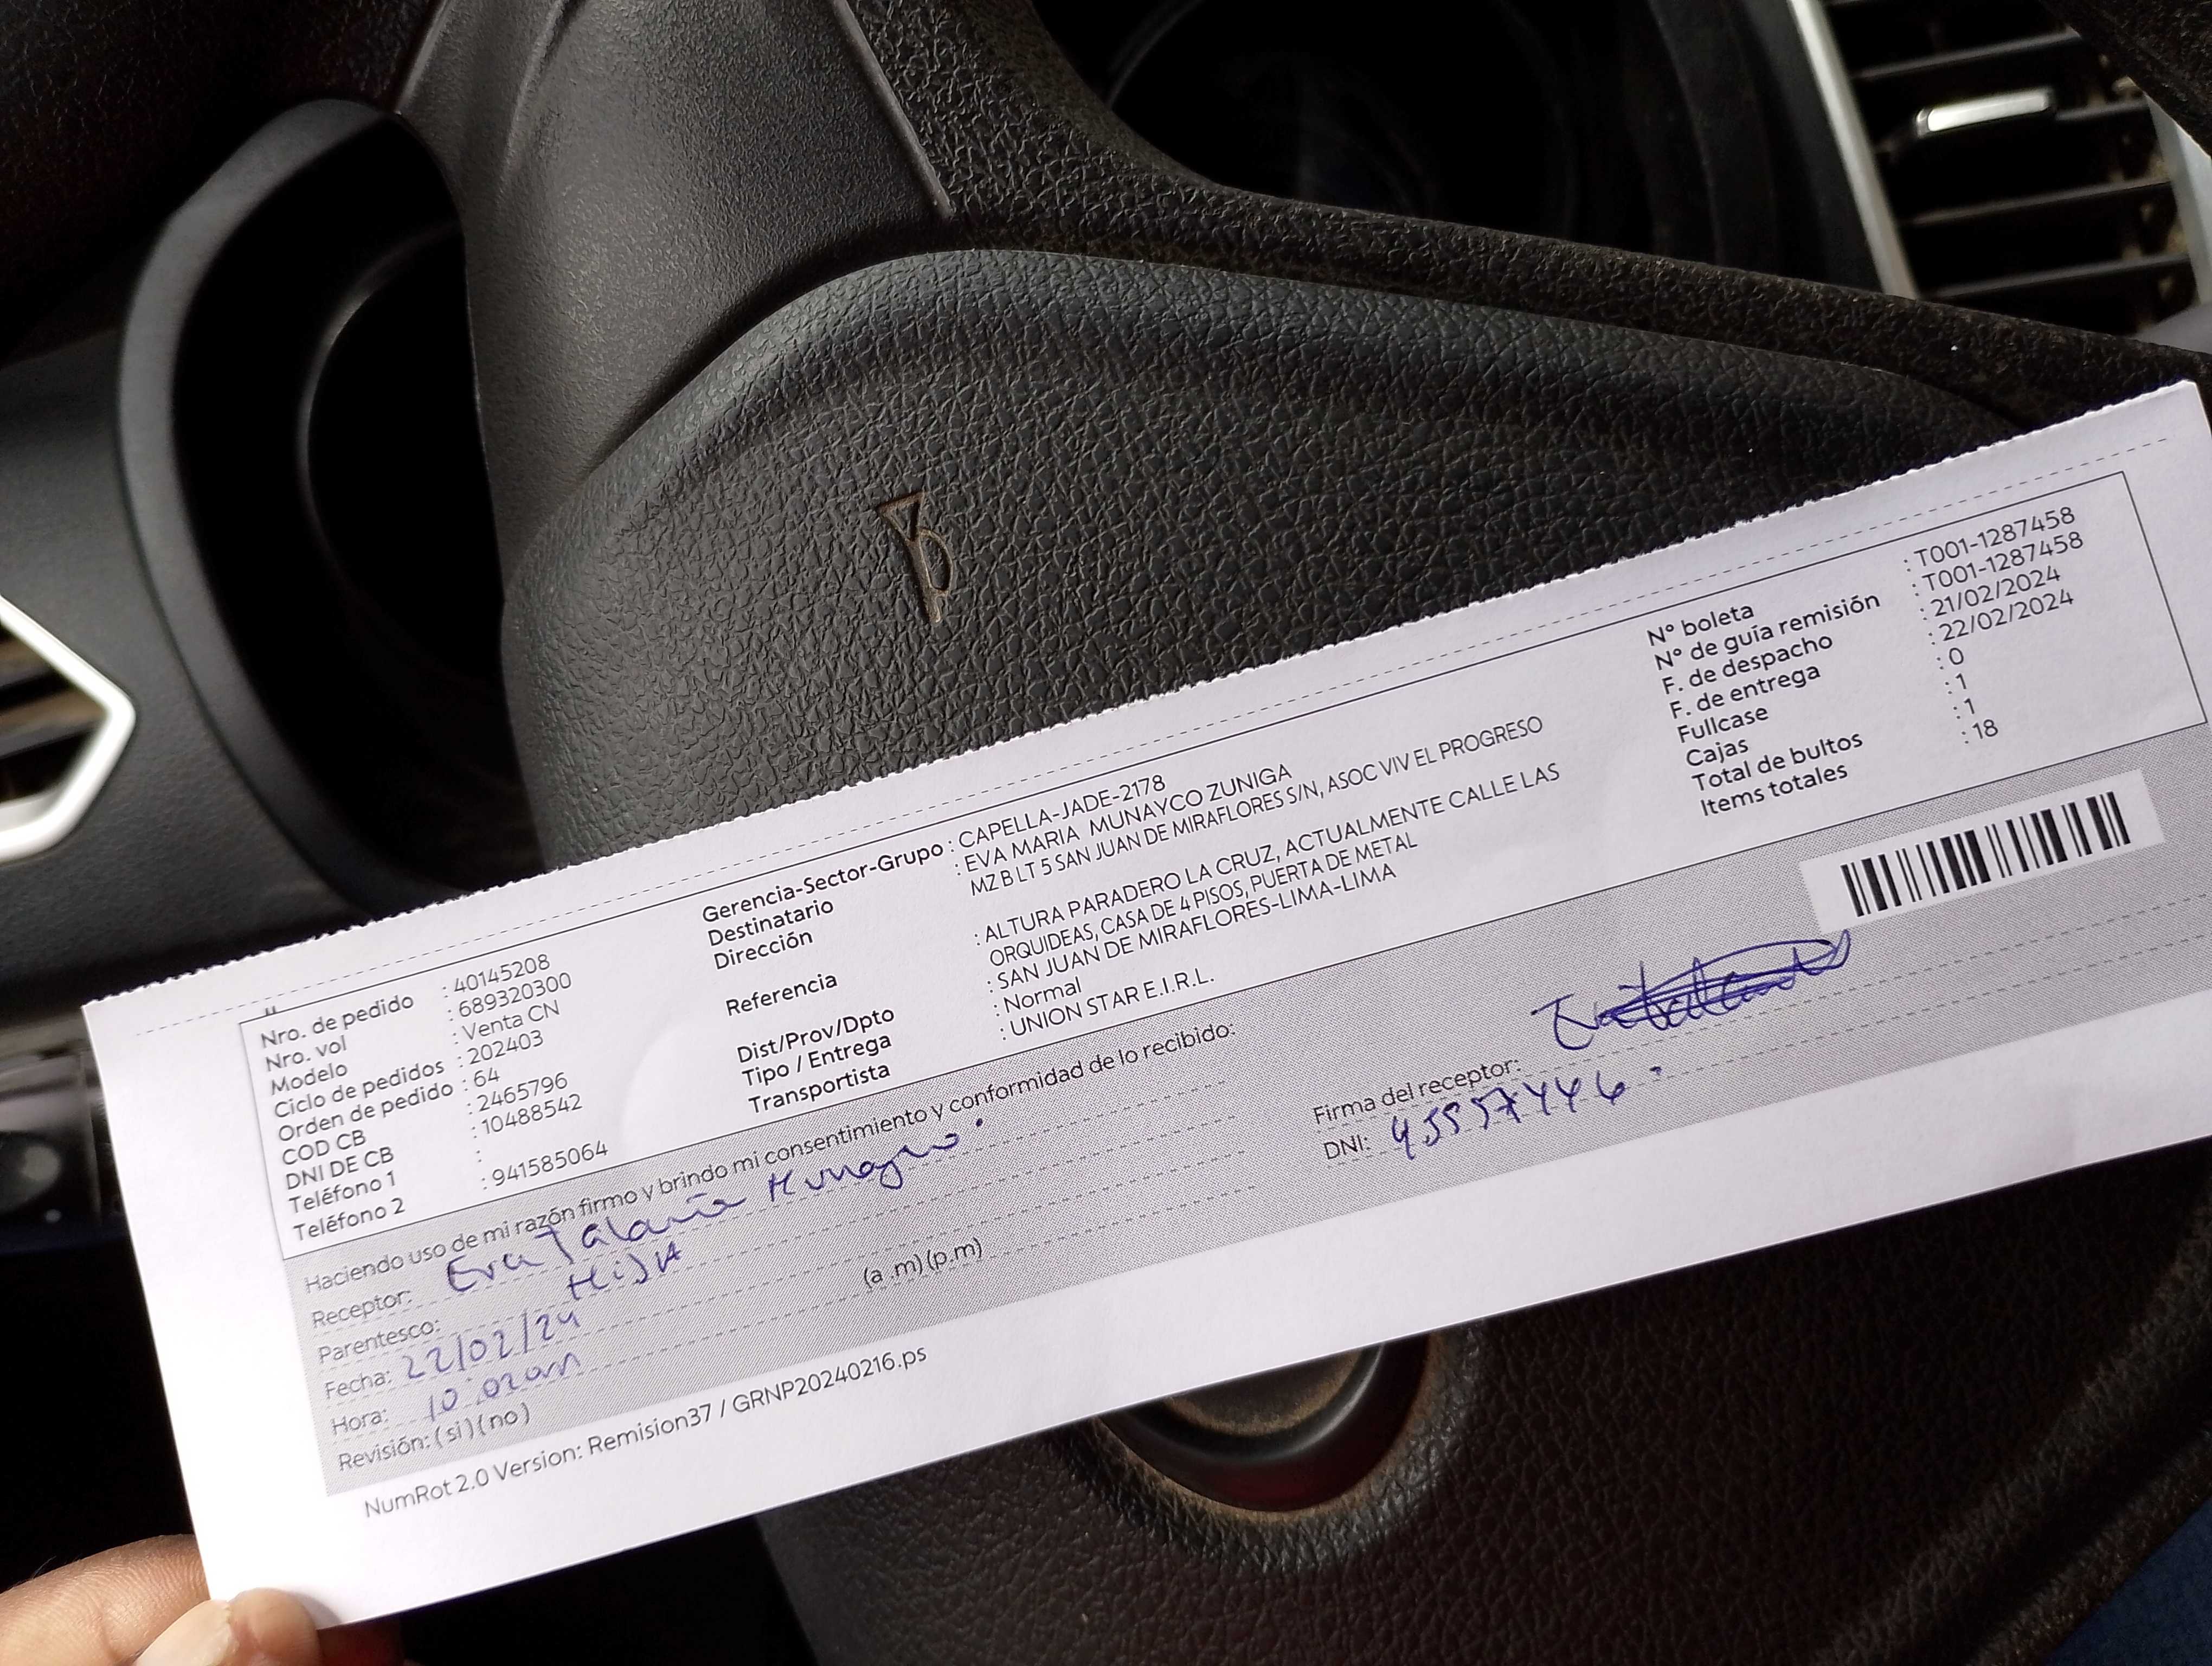 Nro. de pedido : 40145208
Nro. vol : 689320300
Modelo : Venta CN
Ciclo de pedidos : 202403
Orden de pedido : 64
COD CB : 2465796
DNI DE CB : 10488542
Teléfono 1 :
Teléfono 2 : 941585064
Gerencia-Sector-Grupo : CAPELLA-JADE-2178
Destinatario : EVA MARIA MUNAYCO ZUNIGA
Dirección MZ B LT 5 SAN JUAN DE MIRAFLORES S/N, ASOC VIV EL PROGRESO
Referencia : ALTURA PARADERO LA CRUZ, ACTUALMENTE CALLE LAS
ORQUIDEAS, CASA DE 4 PISOS, PUERTA DE METAL
Dist/Prov/Dpto : SAN JUAN DE MIRAFLORES-LIMA-LIMA
Tipo / Entrega : Normal
Transportista : UNION STAR E.I.R.L.
N° boleta : T001-1287458
N° de guía remisión : T001-1287458
F. de despacho : 21/02/2024
F. de entrega : 22/02/2024
Fullcase : 0
Cajas : 1
Total de bultos : 1
Items totales : 18
Haciendo uso de mi razón firmo y brindo mi consentimiento y conformidad de lo recibido:
Receptor: Eva Munayco
Parentesco: HiJA
Fecha: 22/02/24
Hora: 10:02am (a .m) (p.m)
Revisión: ( si ) ( no )
Firma del receptor:
DNI: 45957446
NumRot 2.0 Version: Remision37 / GRNP20240216.ps